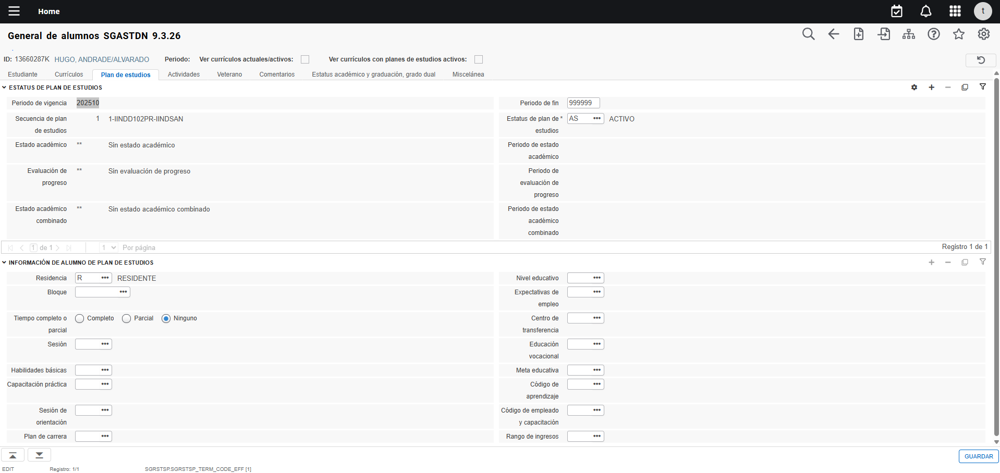 Home
t
General de alumnos SGASTDN 9.3.26
ID: 13660287K HUGO, ANDRADE/ALVARADO Periodo: Ver currículos actuales/activos: Ver currículos con planes de estudios activos:
Estudiante Currículos Plan de estudios Actividades Veterano Comentarios Estatus académico y graduación, grado dual Miscelánea
ESTATUS DE PLAN DE ESTUDIOS
Periodo de vigencia 202510 Periodo de fin 999999
Secuencia de plan de estudios 1 1-IINDD102PR-IINDSAN Estatus de plan de estudios * AS ACTIVO
Estado académico ** Sin estado académico Periodo de estado académico
Evaluación de progreso ** Sin evaluación de progreso Periodo de evaluación de progreso
Estado académico combinado ** Sin estado académico combinado Periodo de estado académico combinado
1 de 1 1 Por página Registro 1 de 1
INFORMACIÓN DE ALUMNO DE PLAN DE ESTUDIOS
Residencia R RESIDENTE Nivel educativo
Bloque Expectativas de empleo
Tiempo completo o parcial Completo Parcial Ninguno Centro de transferencia
Sesión Educación vocacional
Habilidades básicas Meta educativa
Capacitación práctica Código de aprendizaje
Sesión de orientación Código de empleado y capacitación
Plan de carrera Rango de ingresos
GUARDAR
EDIT Registro: 1/1 SGRSTSP.SGRSTSP_TERM_CODE_EFF [1]